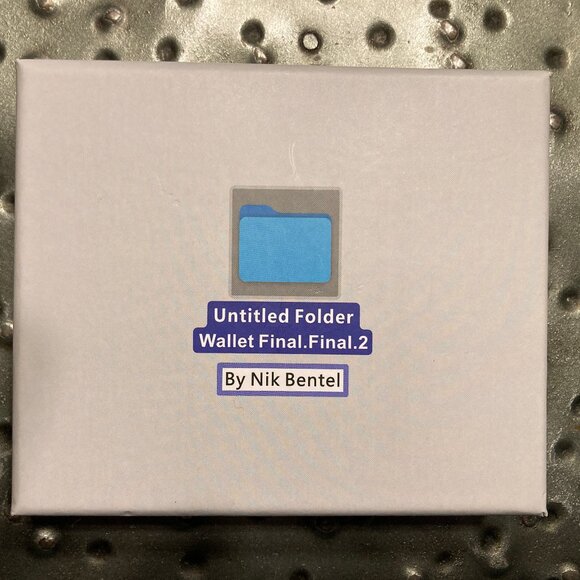 Untitled Folder
Wallet Final.Final.2
By Nik Bentel